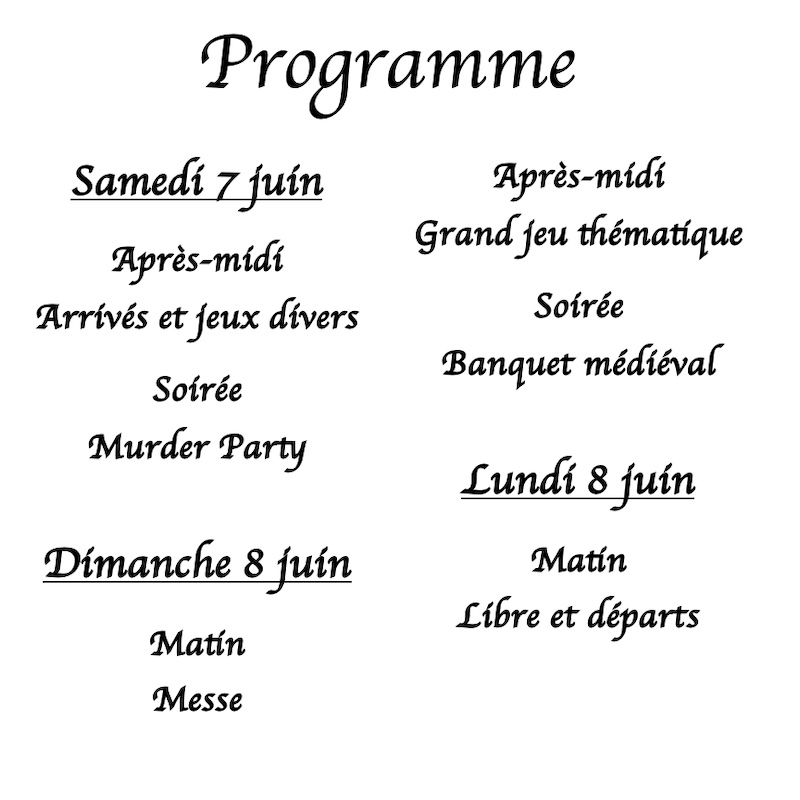 Programme
Samedi 7 juin
Après-midi
Arrivés et jeux divers
Soirée
Murder Party
Dimanche 8 juin
Matin
Messe
Après-midi
Grand jeu thématique
Soirée
Banquet médiéval
Lundi 8 juin
Matin
Libre et départs